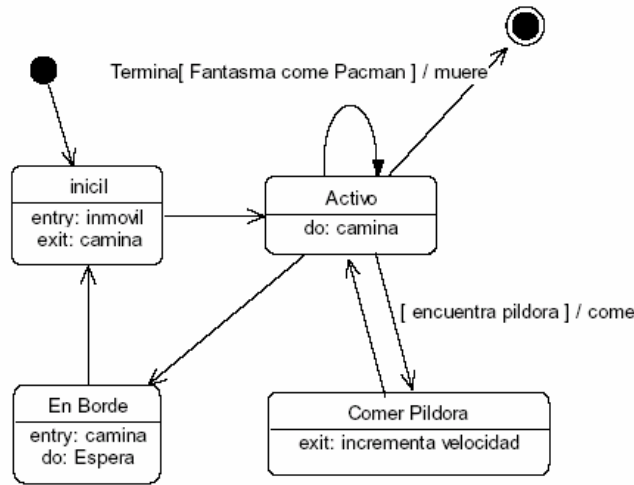 Termina[ Fantasma come Pacman ] / muere
inicil
entry: inmovil
exit: camina
Activo
do: camina
[ encuentra pildora ] / come
En Borde
entry: camina
do: Espera
Comer Pildora
exit: incrementa velocidad